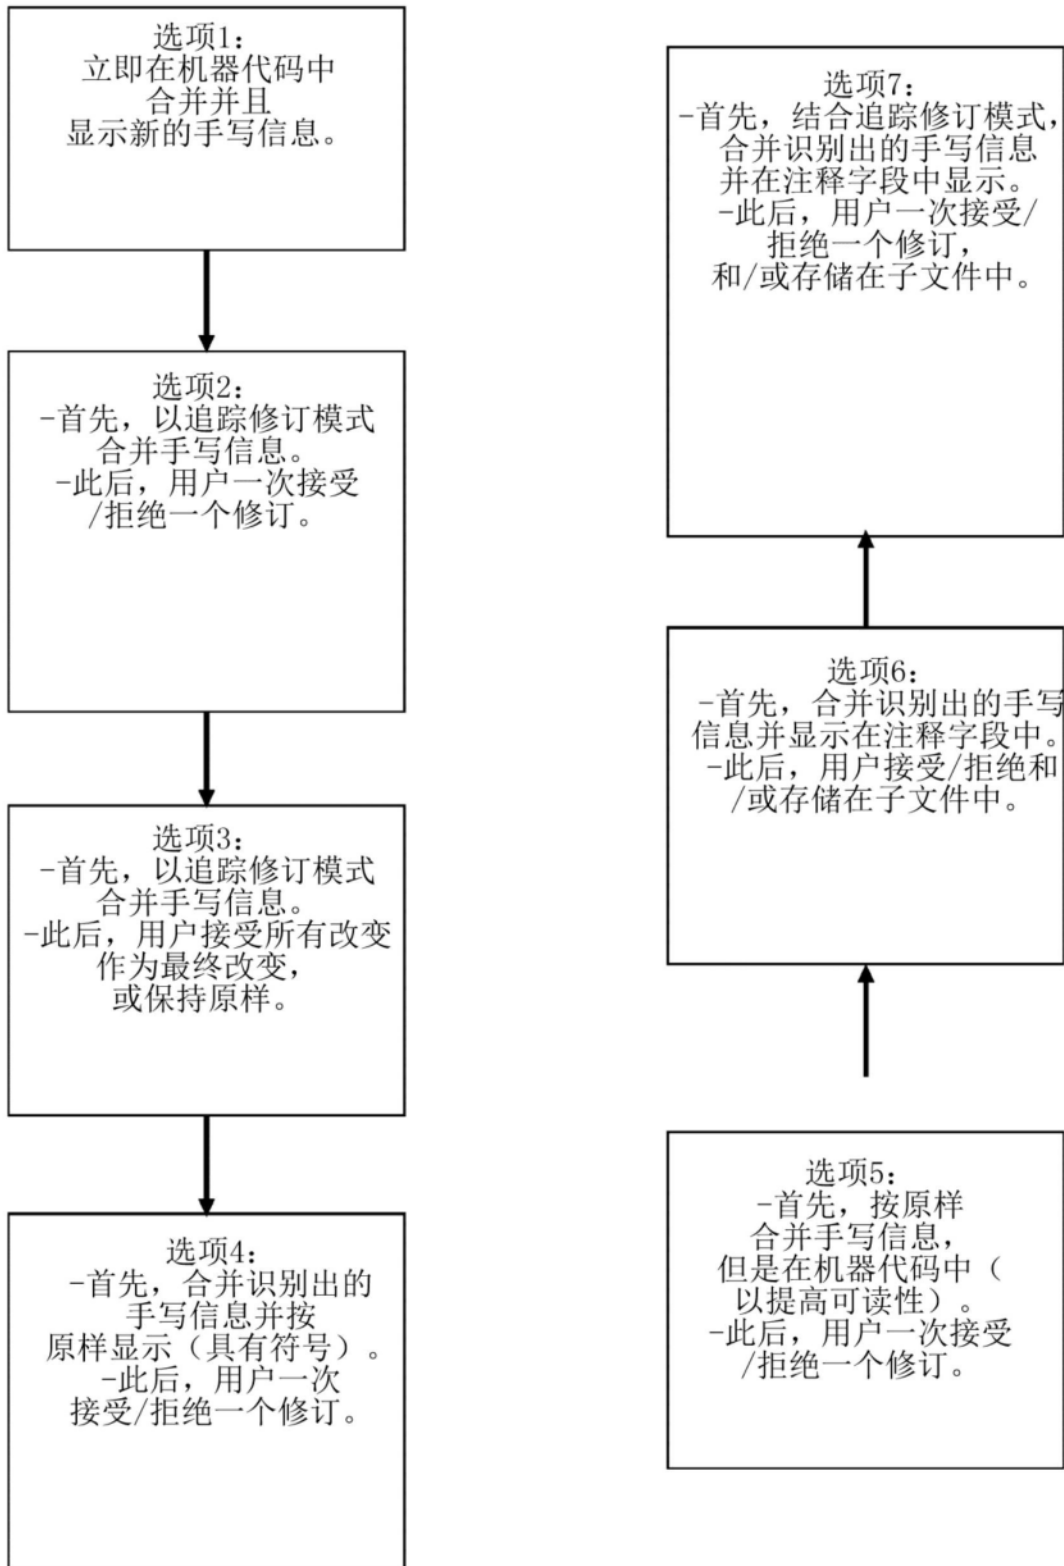 选项1：
立即在机器代码中
合并并且
显示新的手写信息。
选项2：
-首先，以追踪修订模式
合并手写信息。
-此后，用户一次接受
/拒绝一个修订。
选项3：
-首先，以追踪修订模式
合并手写信息。
-此后，用户接受所有改变
作为最终改变，
或保持原样。
选项4：
-首先，合并识别出的
手写信息并按
原样显示（具有符号）。
-此后，用户一次
接受/拒绝一个修订。
选项5：
-首先，按原样
合并手写信息，
但是在机器代码中（
以提高可读性）。
-此后，用户一次接受
/拒绝一个修订。
选项6：
-首先，合并识别出的手写
信息并显示在注释字段中。
-此后，用户接受/拒绝和
/或存储在子文件中。
选项7：
-首先，结合追踪修订模式，
合并识别出的手写信息
并在注释字段中显示。
-此后，用户一次接受/
拒绝一个修订，
和/或存储在子文件中。